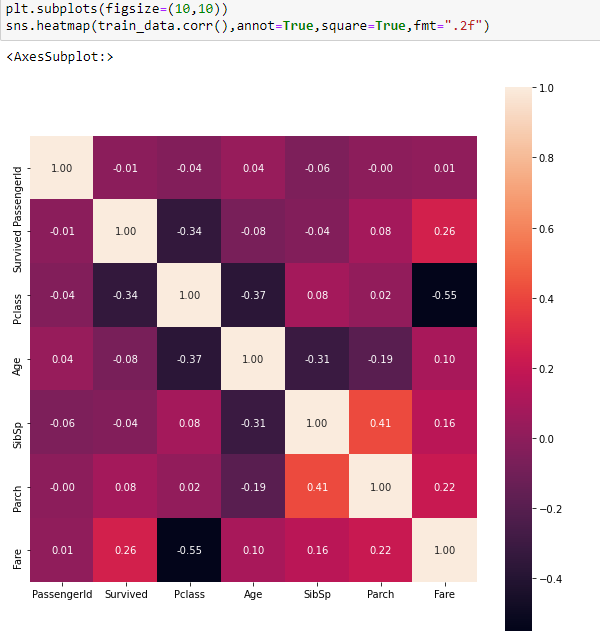 plt.subplots(figsize=(10,10))
sns.heatmap(train_data.corr(),annot=True,square=True,fmt=".2f")
<AxesSubplot:>
1.0
0.8
0.6
0.4
0.2
0.0
−0.2
−0.4
PassengerId
1.00 -0.01 -0.04 0.04 -0.06 -0.00 0.01
Survived
-0.01 1.00 -0.34 -0.08 -0.04 0.08 0.26
Pclass
-0.04 -0.34 1.00 -0.37 0.08 0.02 -0.55
Age
0.04 -0.08 -0.37 1.00 -0.31 -0.19 0.10
SibSp
-0.06 -0.04 0.08 -0.31 1.00 0.41 0.16
Parch
-0.00 0.08 0.02 -0.19 0.41 1.00 0.22
Fare
0.01 0.26 -0.55 0.10 0.16 0.22 1.00
PassengerId Survived Pclass Age SibSp Parch Fare